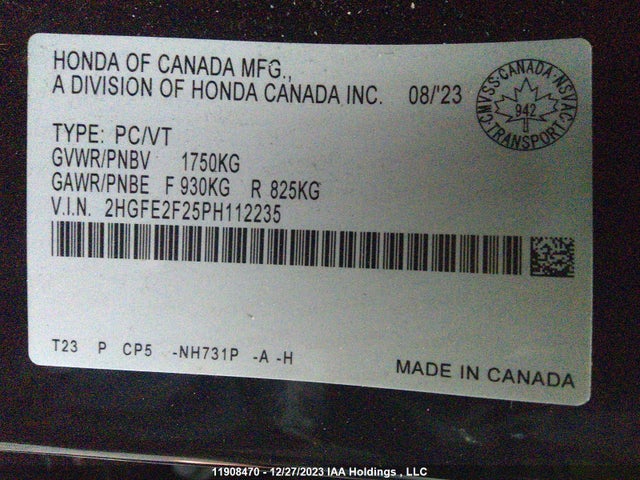 HONDA OF CANADA MFG.,
A DIVISION OF HONDA CANADA INC. 08/'23
CMVSS·CANADA·NSVAC·TRANSPORT
942
TYPE: PC/VT
GVWR/PNBV 1750KG
GAWR/PNBE F 930KG R 825KG
V.I.N. 2HGFE2F25PH112235
T23 P CP5 -NH731P -A -H
MADE IN CANADA
11908470 - 12/27/2023 IAA Holdings , LLC